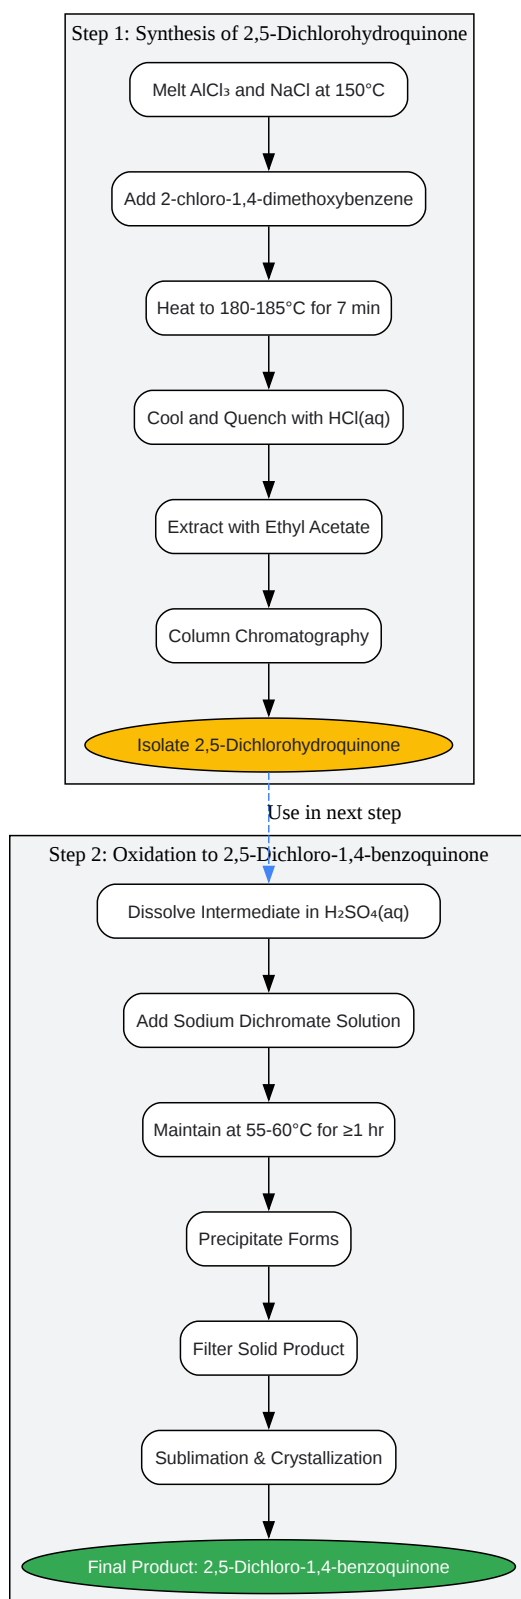 Step 1: Synthesis of 2,5-Dichlorohydroquinone
Melt AlCl₃ and NaCl at 150°C
Add 2-chloro-1,4-dimethoxybenzene
Heat to 180-185°C for 7 min
Cool and Quench with HCl(aq)
Extract with Ethyl Acetate
Column Chromatography
Isolate 2,5-Dichlorohydroquinone
Use in next step
Step 2: Oxidation to 2,5-Dichloro-1,4-benzoquinone
Dissolve Intermediate in H₂SO₄(aq)
Add Sodium Dichromate Solution
Maintain at 55-60°C for ≥1 hr
Precipitate Forms
Filter Solid Product
Sublimation & Crystallization
Final Product: 2,5-Dichloro-1,4-benzoquinone